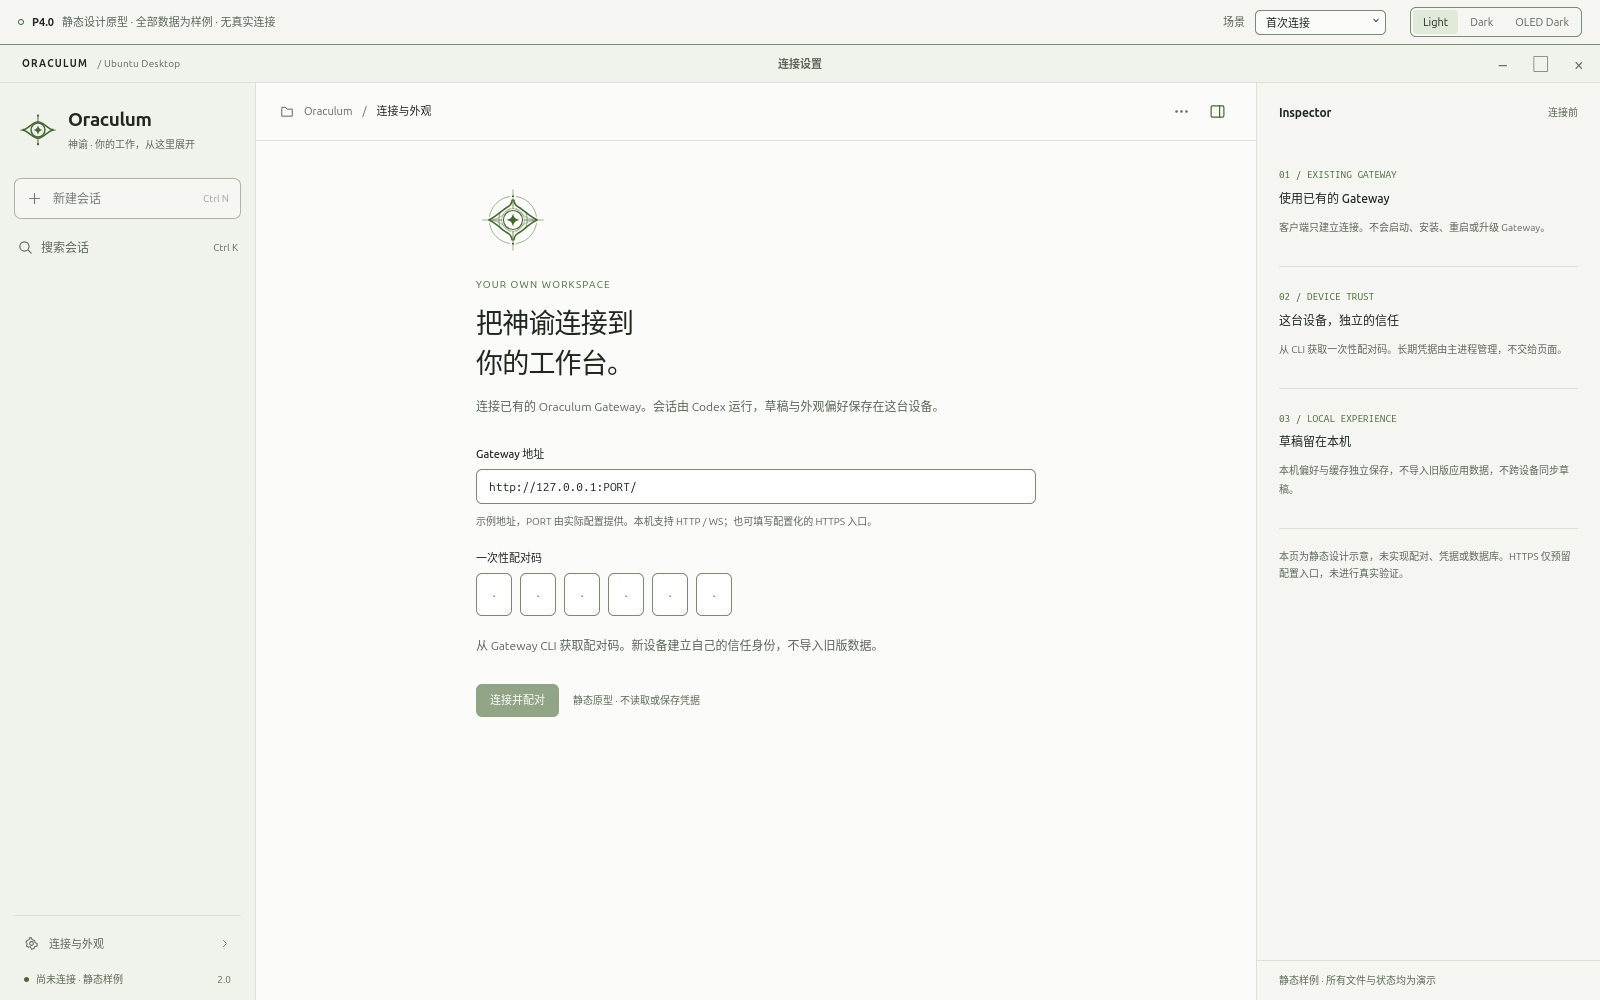 P4.0 静态设计原型 · 全部数据为样例 · 无真实连接
场景 首次连接 Light Dark OLED Dark
ORACULUM / Ubuntu Desktop
连接设置
Oraculum
神谕 · 你的工作，从这里展开
新建会话 Ctrl N
搜索会话 Ctrl K
连接与外观
尚未连接 · 静态样例 2.0
Oraculum / 连接与外观
YOUR OWN WORKSPACE
把神谕连接到
你的工作台。
连接已有的 Oraculum Gateway。会话由 Codex 运行，草稿与外观偏好保存在这台设备。
Gateway 地址
http://127.0.0.1:PORT/
示例地址，PORT 由实际配置提供。本机支持 HTTP / WS；也可填写配置化的 HTTPS 入口。
一次性配对码
· · · · · ·
从 Gateway CLI 获取配对码。新设备建立自己的信任身份，不导入旧版数据。
连接并配对 静态原型 · 不读取或保存凭据
Inspector 连接前
01 / EXISTING GATEWAY
使用已有的 Gateway
客户端只建立连接。不会启动、安装、重启或升级 Gateway。
02 / DEVICE TRUST
这台设备，独立的信任
从 CLI 获取一次性配对码。长期凭据由主进程管理，不交给页面。
03 / LOCAL EXPERIENCE
草稿留在本机
本机偏好与缓存独立保存，不导入旧版应用数据，不跨设备同步草
稿。
本页为静态设计示意，未实现配对、凭据或数据库。HTTPS 仅预留
配置入口，未进行真实验证。
静态样例 · 所有文件与状态均为演示